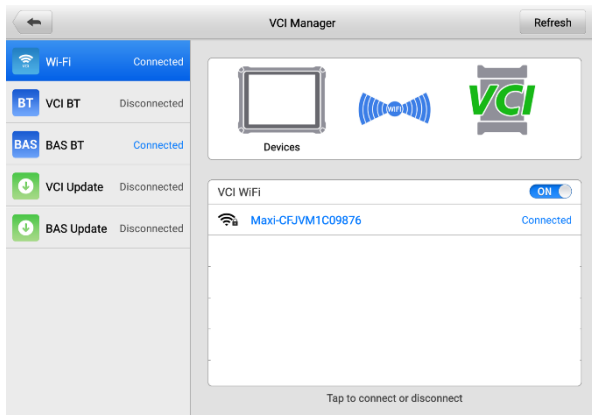 VCI Manager
Refresh
Wi-Fi Connected
BT VCI BT Disconnected
BAS BAS BT Connected
VCI Update Disconnected
BAS Update Disconnected
WIFI
VCI
Devices
VCI WiFi ON
Maxi-CFJVM1C09876 Connected
Tap to connect or disconnect